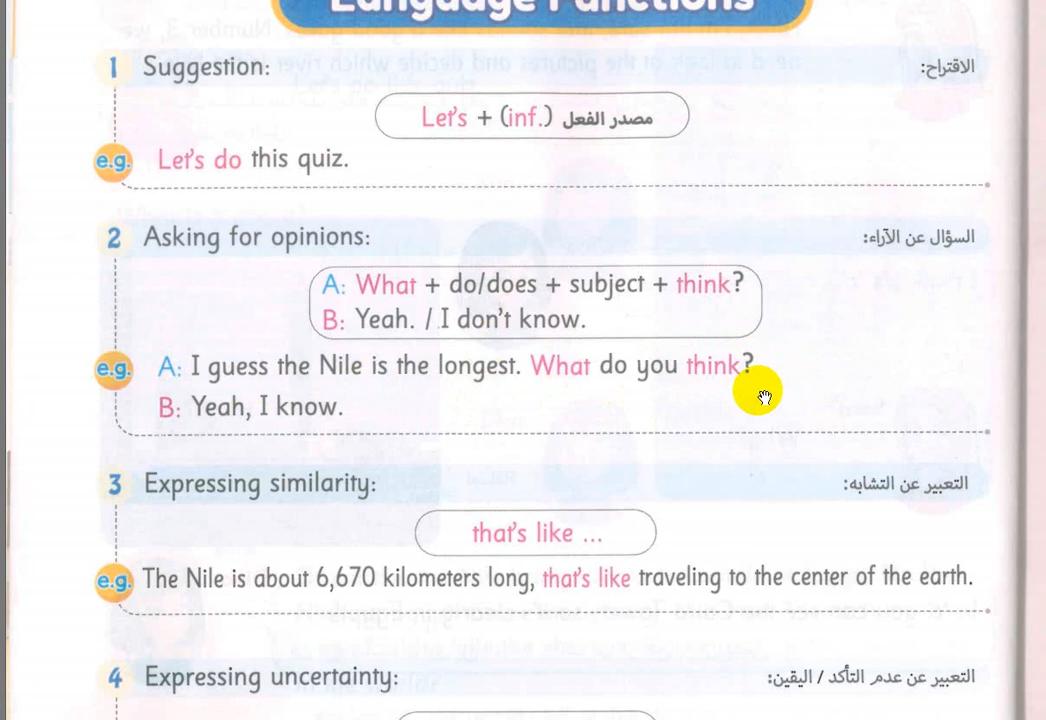 Language Functions
1 Suggestion: الاقتراح:
Let's + (inf.) مصدر الفعل
e.g. Let's do this quiz.
2 Asking for opinions: السؤال عن الآراء:
A: What + do/does + subject + think?
B: Yeah. / I don't know.
e.g. A: I guess the Nile is the longest. What do you think?
B: Yeah, I know.
3 Expressing similarity: التعبير عن التشابه:
that's like ...
e.g. The Nile is about 6,670 kilometers long, that's like traveling to the center of the earth.
4 Expressing uncertainty: التعبير عن عدم التأكد / اليقين: